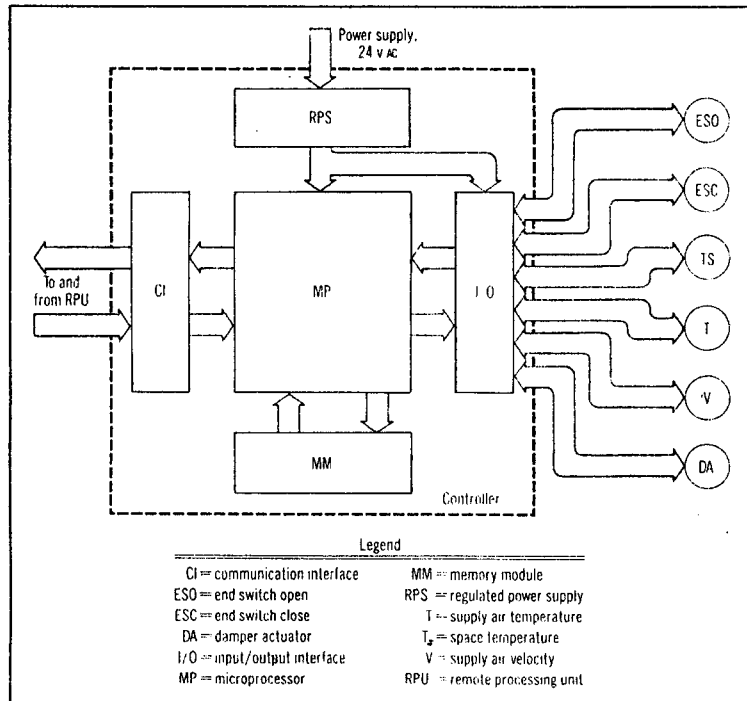 Power supply,
24 v AC
RPS
ESO
ESC
TS
T
V
DA
To and
from RPU
CI
MP
I/O
MM
Controller
Legend
CI = communication interface
ESO = end switch open
ESC = end switch close
DA = damper actuator
I/O = input/output interface
MP = microprocessor
MM = memory module
RPS = regulated power supply
T = supply air temperature
Ts = space temperature
V = supply air velocity
RPU = remote processing unit